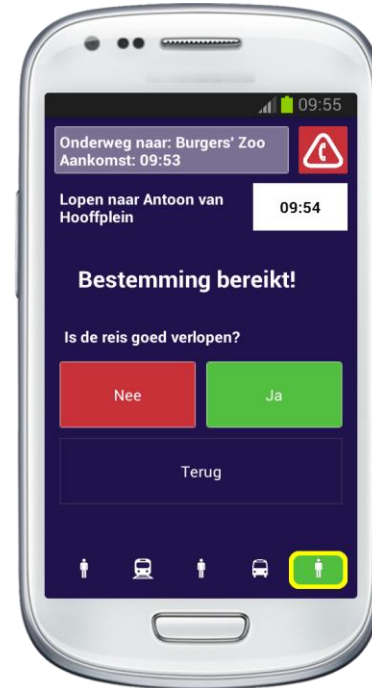 09:55
Onderweg naar: Burgers' Zoo
Aankomst: 09:53
Lopen naar Antoon van
Hooffplein
09:54
Bestemming bereikt!
Is de reis goed verlopen?
Nee
Ja
Terug